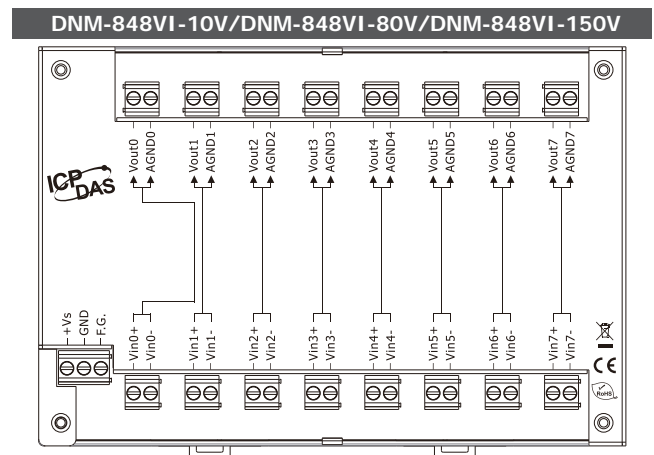 DNM-848VI-10V/DNM-848VI-80V/DNM-848VI-150V
Vout0
AGND0
Vout1
AGND1
Vout2
AGND2
Vout3
AGND3
Vout4
AGND4
Vout5
AGND5
Vout6
AGND6
Vout7
AGND7
ICP DAS
+Vs
GND
F.G.
Vin0+
Vin0-
Vin1+
Vin1-
Vin2+
Vin2-
Vin3+
Vin3-
Vin4+
Vin4-
Vin5+
Vin5-
Vin6+
Vin6-
Vin7+
Vin7-
CE
RoHS